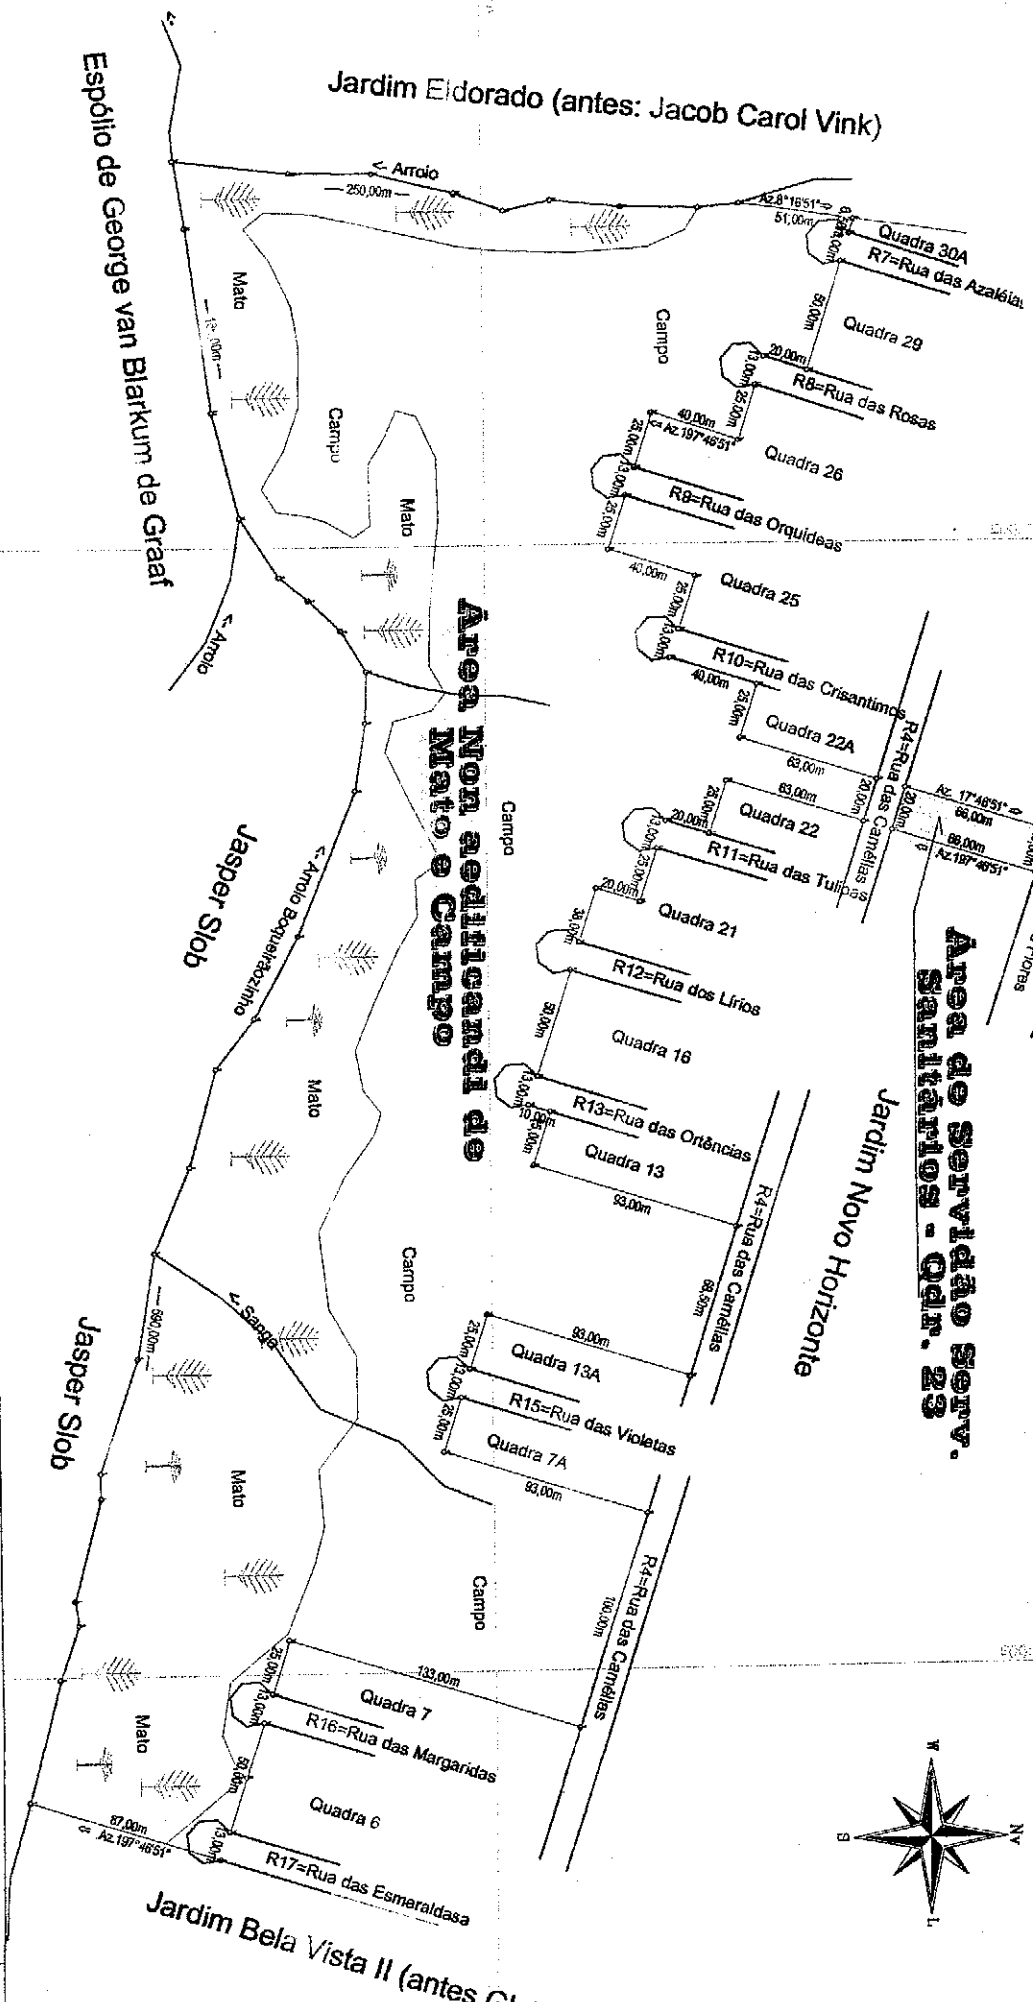 Jardim Eldorado (antes: Jacob Carol Vink)
Espólio de George van Blarkum de Graaf
<- Arroio
250,00m
Az.8°16'51"
51,00m
Quadra 30A
R7=Rua das Azaléias
13,00m
50,00m
Quadra 29
Mato
Campo
20,00m
13,00m
R8=Rua das Rosas
25,00m
40,00m
<- Az.197°46'51"
Quadra 26
Campo
25,00m
13,00m
R9=Rua das Orquideas
25,00m
Mato
40,00m
Quadra 25
25,00m
13,00m
R10=Rua das Crisantimos
40,00m
<- Arroio
25,00m
Quadra 22A
63,00m
R4=Rua das Camélias
20,00m
20,00m
Az. 17°46'51"
66,00m
66,00m
Az.197°46'51"
Área Non aedificandi de
Mato e Campo
63,00m
25,00m
Quadra 22
20,00m
13,00m
R11=Rua das Tulipas
25,00m
Campo
Jasper Slob
<- Arroio Boqueirãozinho
20,00m
Quadra 21
38,00m
R12=Rua dos Lírios
Flores
Área de Servidão Serv.
Sanitários - Qdr. 23
50,00m
Quadra 16
Mato
13,00m
R13=Rua das Ortências
10,00m
Quadra 13
93,00m
Jardim Novo Horizonte
R4=Rua das Camélias
68,50m
Campo
<- Sanga
93,00m
25,00m
Quadra 13A
13,00m
R15=Rua das Violetas
25,00m
Quadra 7A
93,00m
690,00m
Jasper Slob
Mato
Campo
R4=Rua das Camélias
100,00m
133,00m
25,00m
Quadra 7
13,00m
R16=Rua das Margaridas
50,00m
Quadra 6
Mato
87,00m
Az.197°46'51"
13,00m
R17=Rua das Esmeraldasa
Jardim Bela Vista II (antes
W
N
S
L